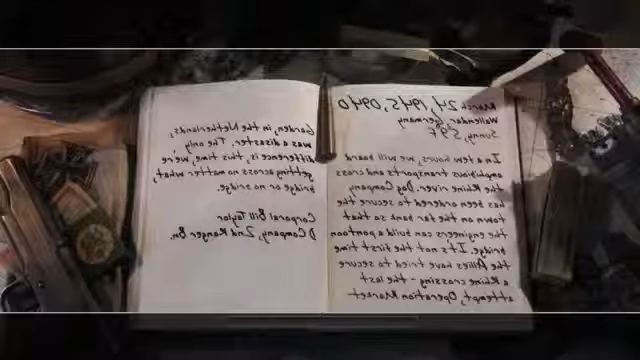 March 24, 1945, 0940
Wallendar, Germany
Sunny, 59 F
In a few hours, we will board
amphibious transports and cross
the Rhine river. Dog Company
has been ordered to secure the
town on the far bank so that
the engineers can build a pontoon
bridge. It's not the first time
the Allies have tried to secure
a Rhine crossing - the last
attempt, Operation Market
Garden, in the Netherlands,
was a disaster. The only
difference is, this time, we're
getting across no matter what,
bridge or no bridge.
Corporal Bill Taylor
D Company, 2nd Ranger Bn.